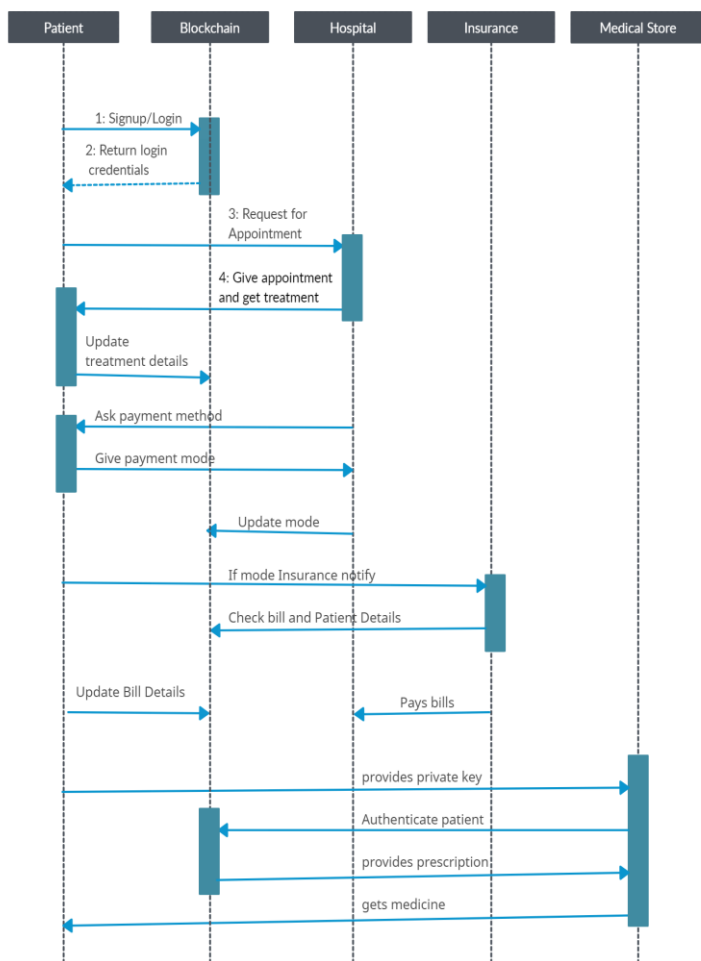 Patient
Blockchain
Hospital
Insurance
Medical Store
1: Signup/Login
2: Return login
credentials
3: Request for
Appointment
4: Give appointment
and get treatment
Update
treatment details
Ask payment method
Give payment mode
Update mode
If mode Insurance notify
Check bill and Patient Details
Update Bill Details
Pays bills
provides private key
Authenticate patient
provides prescription
gets medicine